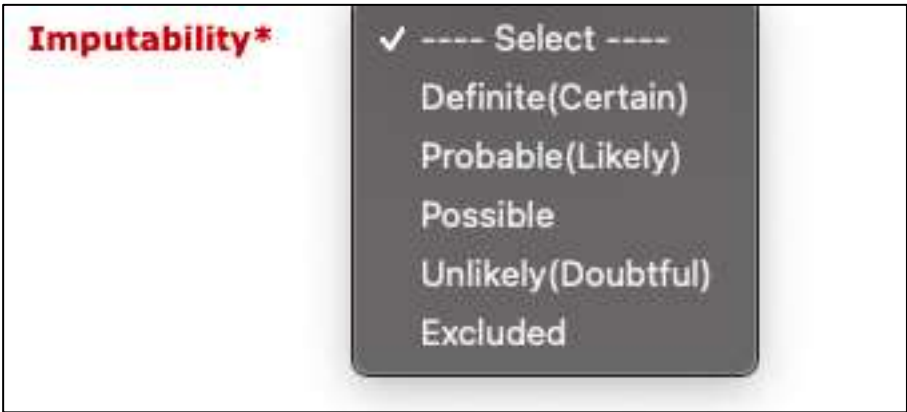 Imputability*
✓ ---- Select ----
Definite(Certain)
Probable(Likely)
Possible
Unlikely(Doubtful)
Excluded